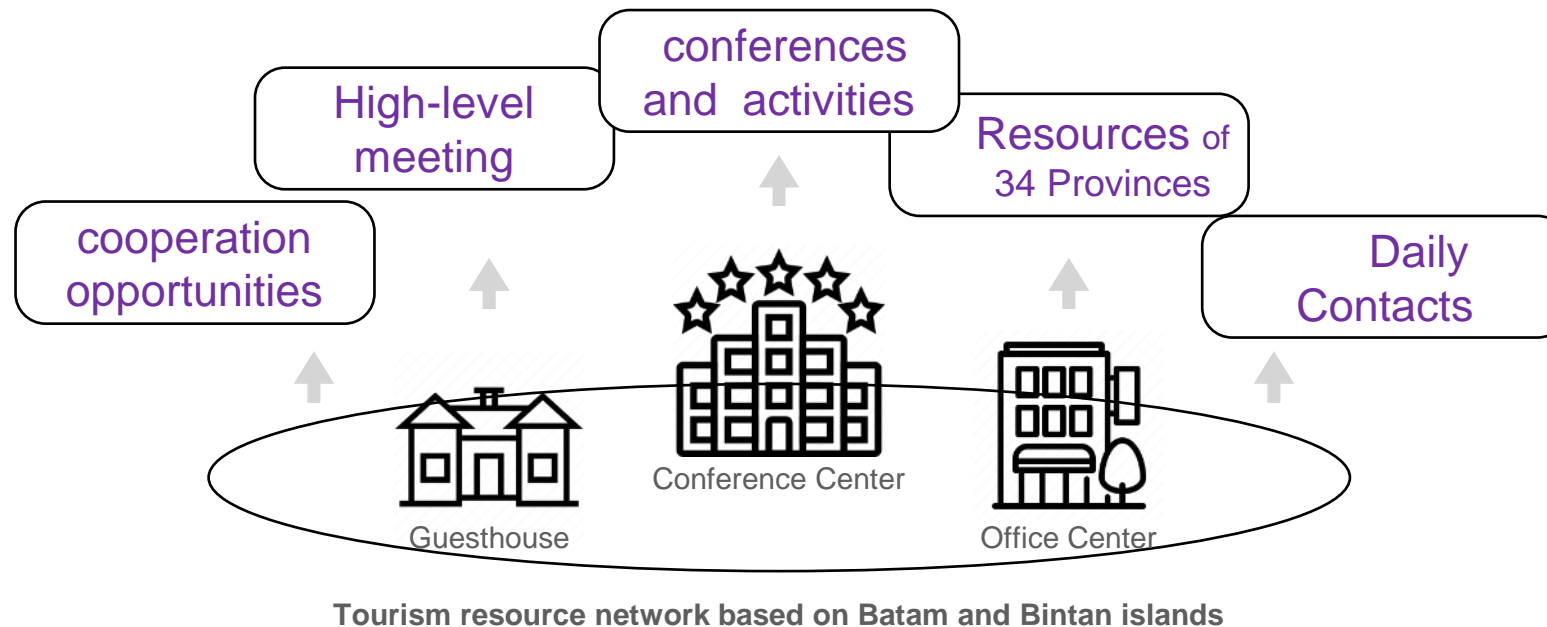 conferences
and activities
High-level
meeting
Resources of
34 Provinces
cooperation
opportunities
Daily
Contacts
Conference Center
Guesthouse
Office Center
Tourism resource network based on Batam and Bintan islands